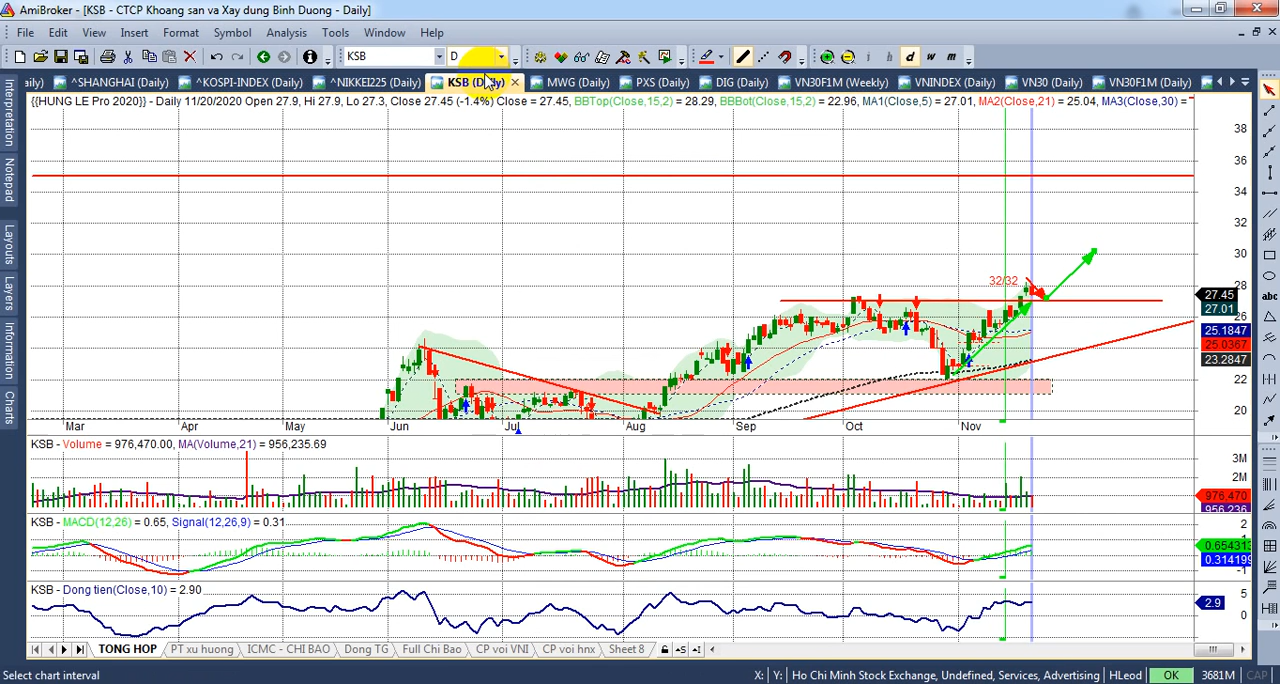 AmiBroker - [KSB - CTCP Khoang san va Xay dung Binh Duong - Daily]
File Edit View Insert Format Symbol Analysis Tools Window Help
KSB D i h d w m
ily) ^SHANGHAI (Daily) ^KOSPI-INDEX (Daily) ^NIKKEI225 (Daily) KSB (Daily) MWG (Daily) PXS (Daily) DIG (Daily) VN30F1M (Weekly) VNINDEX (Daily) VN30 (Daily) VN30F1M (Daily)
{{HUNG LE Pro 2020}} - Daily 11/20/2020 Open 27.9, Hi 27.9, Lo 27.3, Close 27.45 (-1.4%) Close = 27.45, BBTop(Close,15,2) = 28.29, BBBot(Close,15,2) = 22.96, MA1(Close,5) = 27.01, MA2(Close,21) = 25.04, MA3(Close,30) =
Interpretation
Notepad
Layouts
Layers
Information
Charts
abc
38
36
34
32
30
28
26
22
20
32/32
27.45
27.01
25.1847
25.0367
23.2847
Mar Apr May Jun Jul Aug Sep Oct Nov
KSB - Volume = 976,470.00, MA(Volume,21) = 956,235.69
3M
2M
976,470
956,236
KSB - MACD(12,26) = 0.65, Signal(12,26,9) = 0.31
2
1
0.654313
0.314199
-1
KSB - Dong tien(Close,10) = 2.90
5
2.9
0
TONG HOP PT xu huong ICMC - CHI BAO Dong TG Full Chi Bao CP voi VNI CP voi hnx Sheet 8
Select chart interval X: Y: Ho Chi Minh Stock Exchange, Undefined, Services, Advertising HLeod OK 3681M CAP